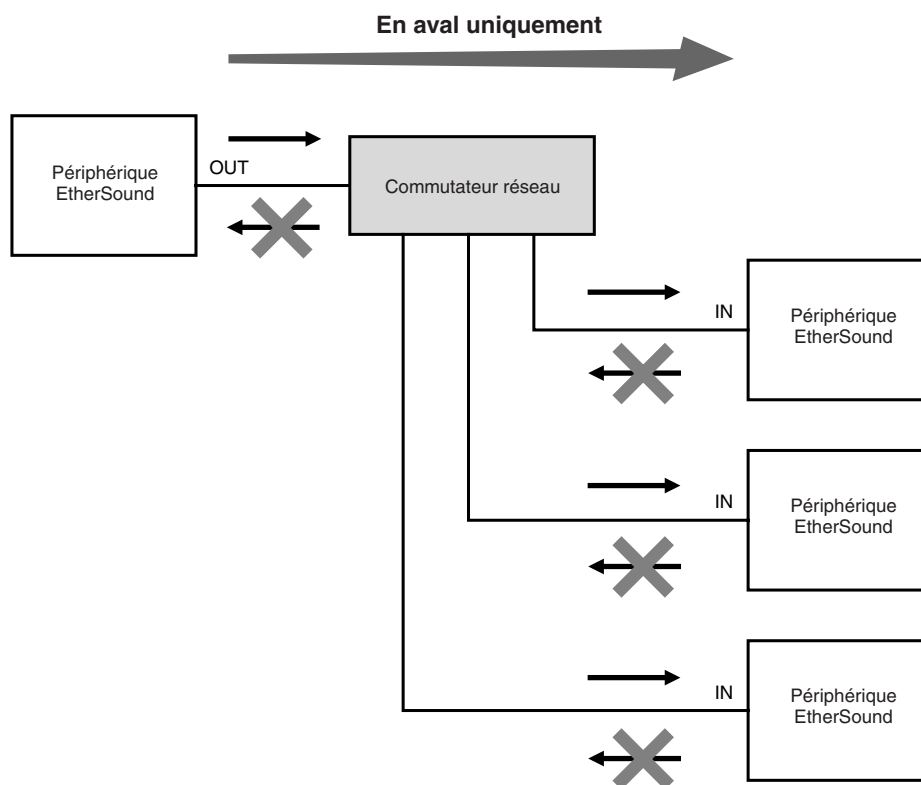 En aval uniquement
Périphérique
EtherSound
OUT
Commutateur réseau
IN
Périphérique
EtherSound
IN
Périphérique
EtherSound
IN
Périphérique
EtherSound